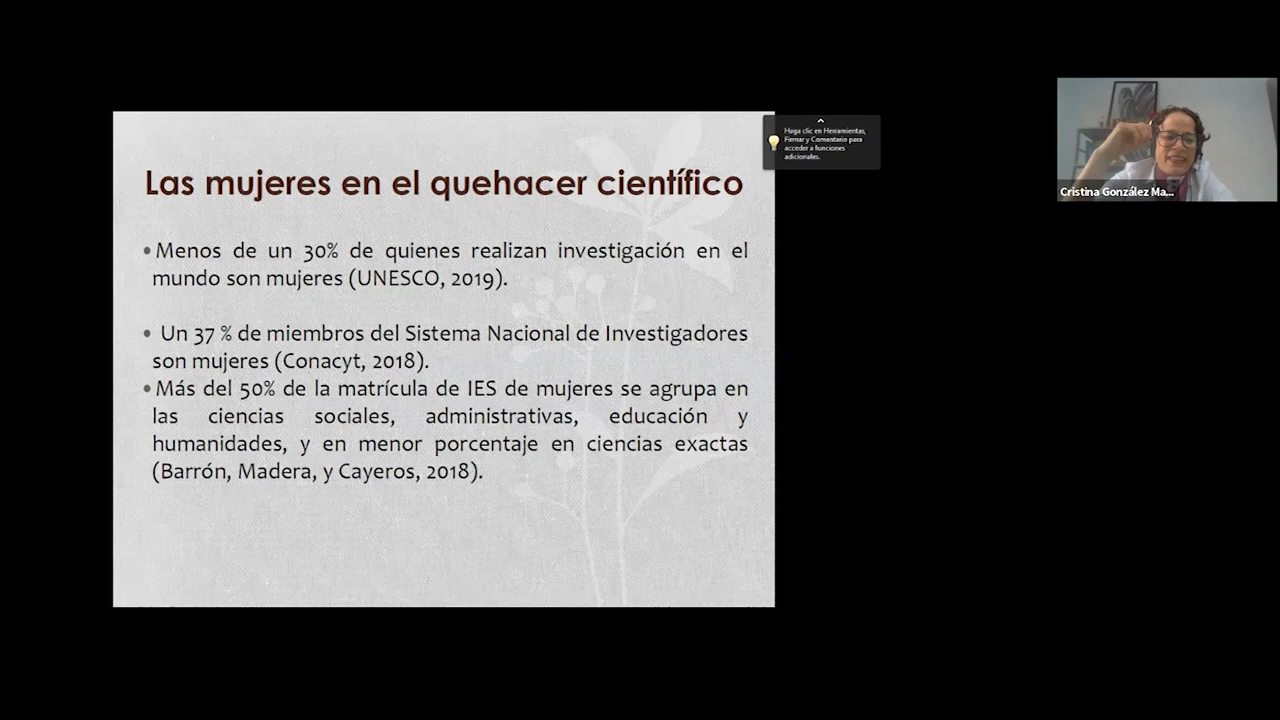 Las mujeres en el quehacer científico
•Menos de un 30% de quienes realizan investigación en el
mundo son mujeres (UNESCO, 2019).
• Un 37 % de miembros del Sistema Nacional de Investigadores
son mujeres (Conacyt, 2018).
•Más del 50% de la matrícula de IES de mujeres se agrupa en
las ciencias sociales, administrativas, educación y
humanidades, y en menor porcentaje en ciencias exactas
(Barrón, Madera, y Cayeros, 2018).
Haga clic en Herramientas,
Firmar y Comentario para
acceder a funciones
adicionales.
Cristina González Ma...